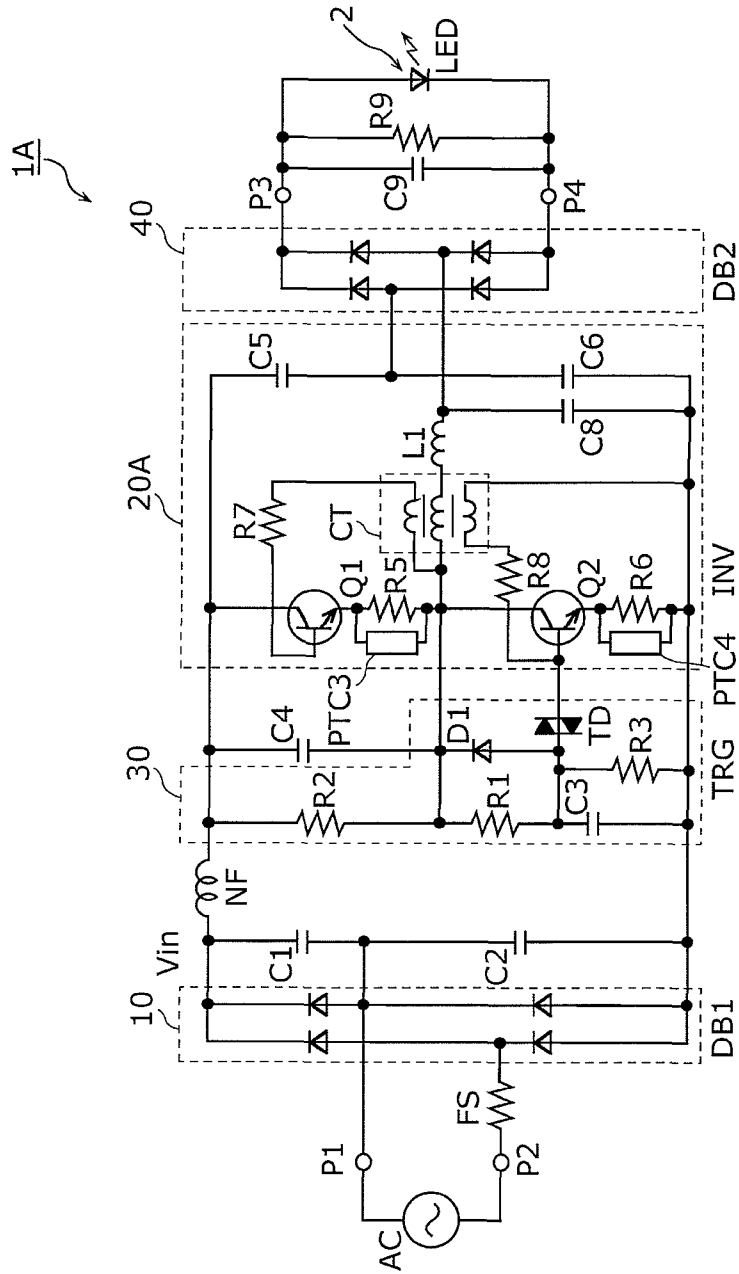 1A
AC
P1
P2
FS
10
DB1
Vin
C1
C2
NF
30
TRG
R2
R1
C3
R3
C4
D1
TD
20A
INV
PTC3
PTC4
Q1
R5
Q2
R6
R7
R8
CT
L1
C5
C6
C8
40
DB2
P3
P4
C9
R9
2
LED